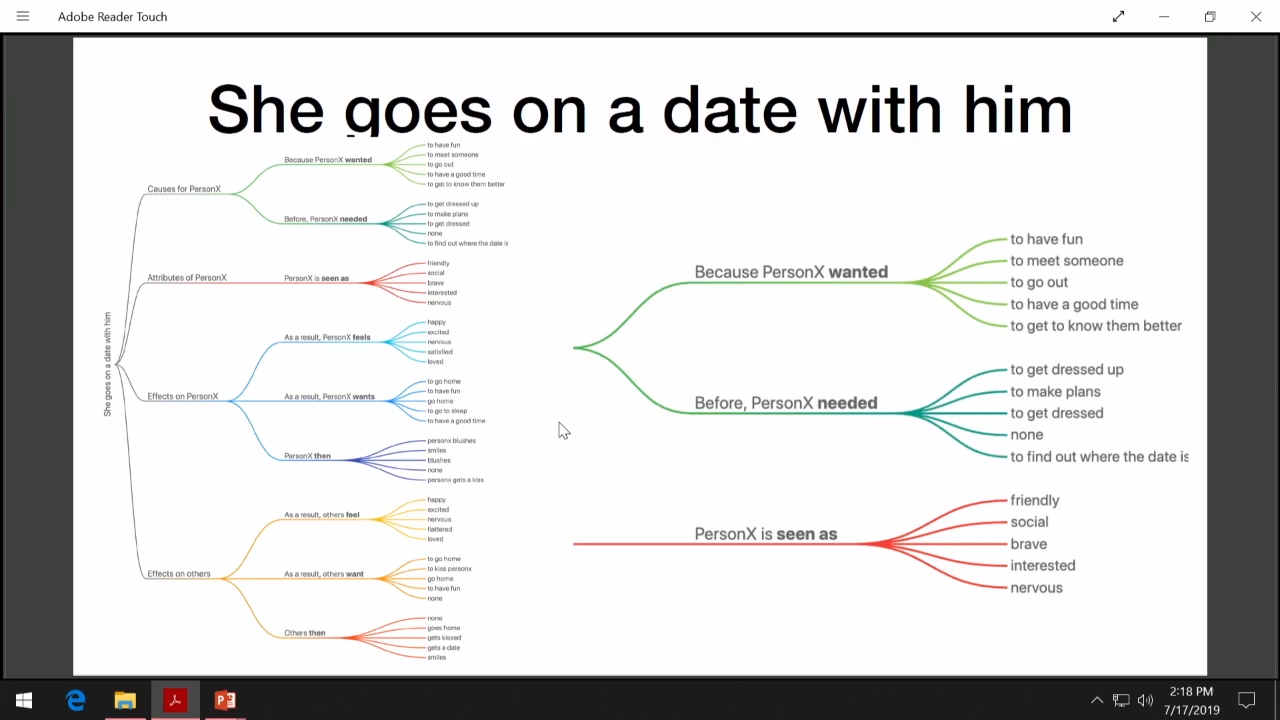 Adobe Reader Touch
She goes on a date with him
She goes on a date with him
Causes for PersonX
Because PersonX wanted
to have fun
to meet someone
to go out
to have a good time
to get to know them better
Before, PersonX needed
to get dressed up
to make plans
to get dressed
none
to find out where the date is
Attributes of PersonX
PersonX is seen as
friendly
social
brave
interested
nervous
Effects on PersonX
As a result, PersonX feels
happy
excited
nervous
satisfied
loved
As a result, PersonX wants
to go home
to have fun
go home
to go to sleep
to have a good time
PersonX then
personx blushes
smiles
blushes
none
personx gets a kiss
Effects on others
As a result, others feel
happy
excited
nervous
flattered
loved
As a result, others want
to go home
to kiss personx
go home
to have fun
none
Others then
none
goes home
gets kissed
gets a date
smiles
Because PersonX wanted
to have fun
to meet someone
to go out
to have a good time
to get to know them better
Before, PersonX needed
to get dressed up
to make plans
to get dressed
none
to find out where the date is
PersonX is seen as
friendly
social
brave
interested
nervous
2:18 PM
7/17/2019